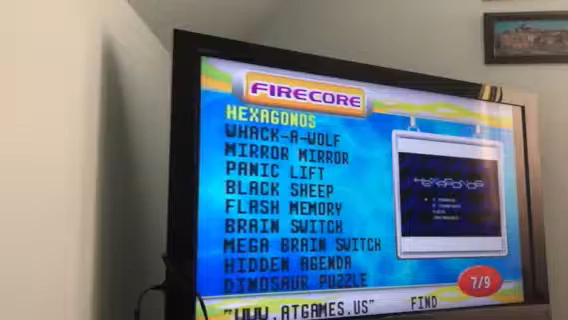 FIRECORE
HEXAGONOS
WHACK-A-WOLF
MIRROR MIRROR
PANIC LIFT
BLACK SHEEP
FLASH MEMORY
BRAIN SWITCH
MEGA BRAIN SWITCH
HIDDEN AGENDA
DINOSAUR PUZZLE
HEXAGONOS
7/9
"WWW.ATGAMES.US" FIND